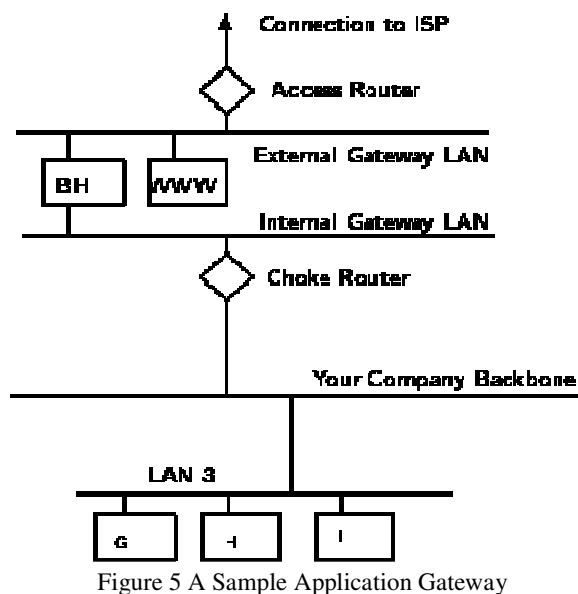 Connection to ISP
Access Router
External Gateway LAN
BH
WWW
Internal Gateway LAN
Choke Router
Your Company Backbone
LAN 3
G
I
Figure 5 A Sample Application Gateway